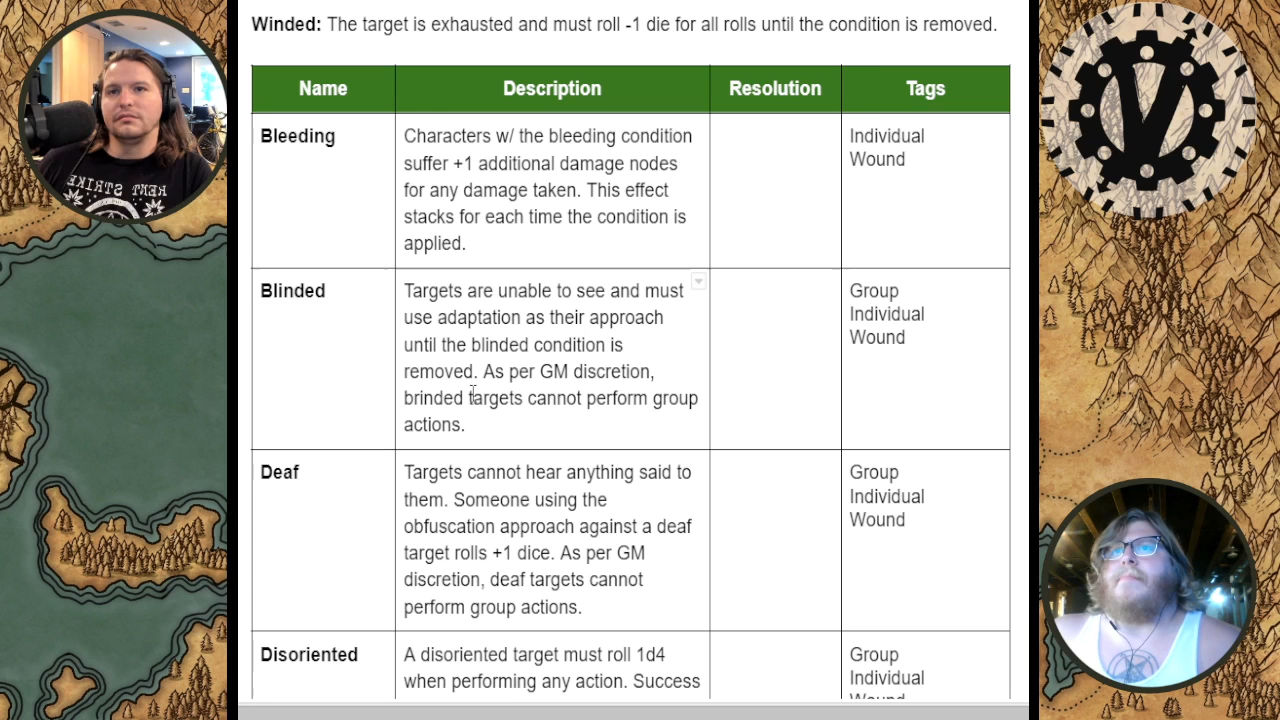 Winded: The target is exhausted and must roll -1 die for all rolls until the condition is removed.
Name Description Resolution Tags
Bleeding
Characters w/ the bleeding condition
suffer +1 additional damage nodes
for any damage taken. This effect
stacks for each time the condition is
applied.
Individual
Wound
Blinded
Targets are unable to see and must
use adaptation as their approach
until the blinded condition is
removed. As per GM discretion,
brinded targets cannot perform group
actions.
Group
Individual
Wound
Deaf
Targets cannot hear anything said to
them. Someone using the
obfuscation approach against a deaf
target rolls +1 dice. As per GM
discretion, deaf targets cannot
perform group actions.
Group
Individual
Wound
Disoriented
A disoriented target must roll 1d4
when performing any action. Success
Group
Individual
Wound
KENT STRIKE
V